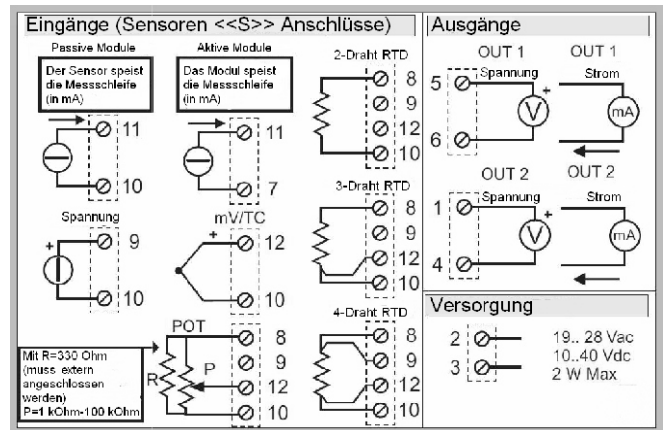 Eingänge (Sensoren <<S>> Anschlüsse)
Passive Module
Der Sensor speist
die Messschleife
(in mA)
11
10
Aktive Module
Das Modul speist
die Messschleife
(in mA)
11
7
Spannung
9
10
mV/TC
+
12
10
Mit R=330 Ohm
(muss extern
angeschlossen
werden)
P=1 kOhm-100 kOhm
POT
R
P
8
9
12
10
2-Draht RTD
8
9
12
10
3-Draht RTD
8
9
12
10
4-Draht RTD
8
9
12
10
Ausgänge
OUT 1
OUT 1
5
Spannung
+
V
6
Strom
mA
OUT 2
OUT 2
1
Spannung
+
V
4
Strom
mA
Versorgung
2
3
19.. 28 Vac
10..40 Vdc
2 W Max